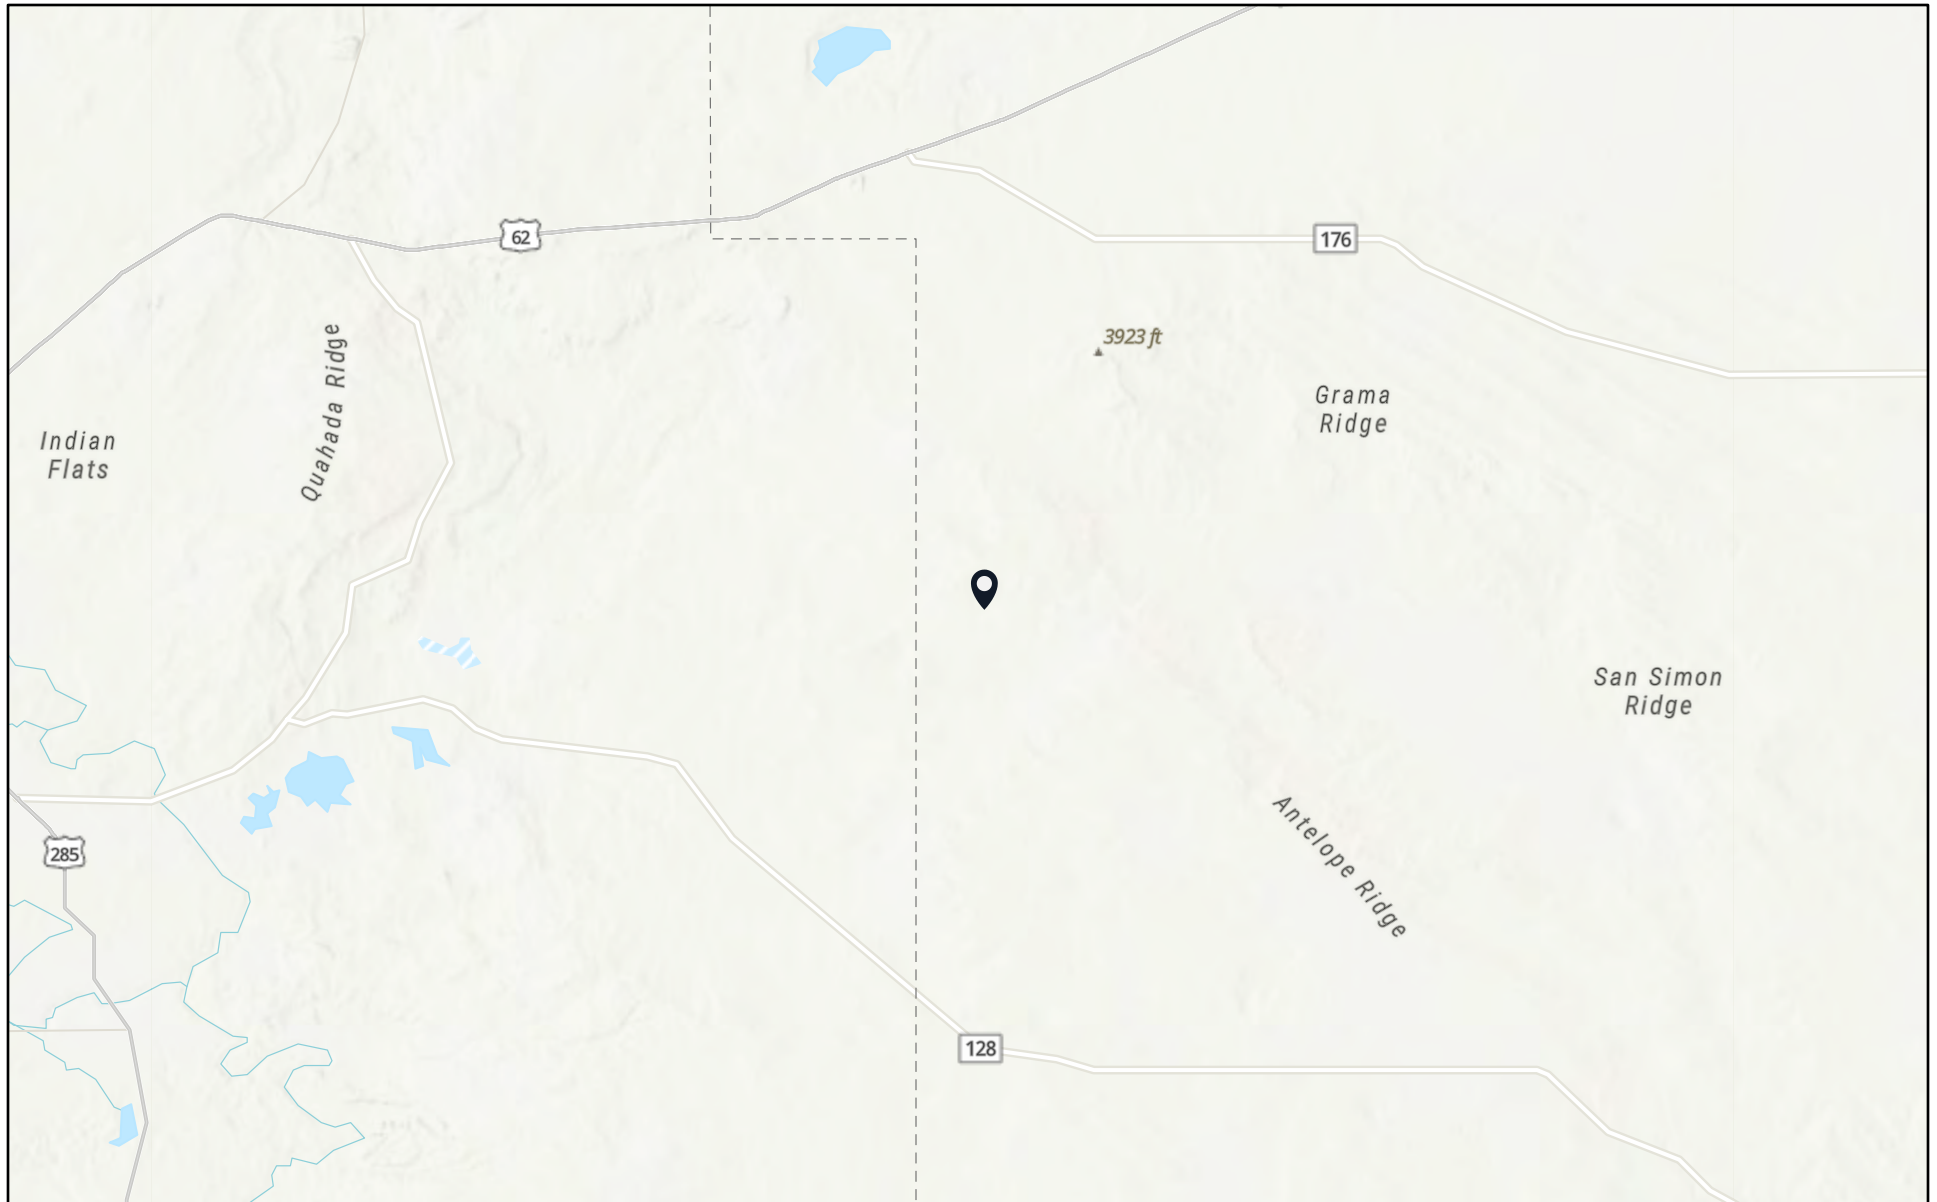 62
176
3923 ft
Quahada Ridge
Grama
Ridge
Indian
Flats
San Simon
Ridge
Antelope Ridge
285
128